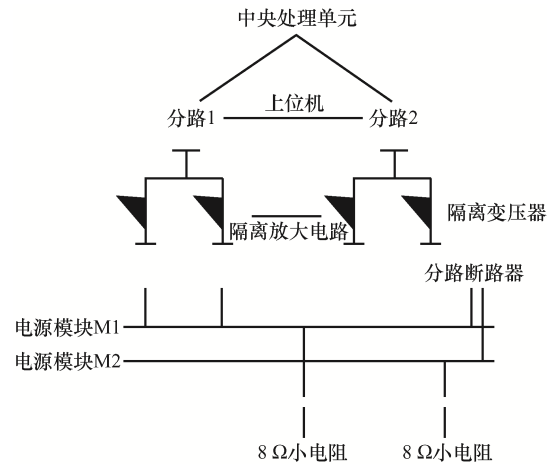 中央处理单元
上位机
分路1
分路2
隔离变压器
隔离放大电路
分路断路器
电源模块M1
电源模块M2
8 Ω小电阻
8 Ω小电阻